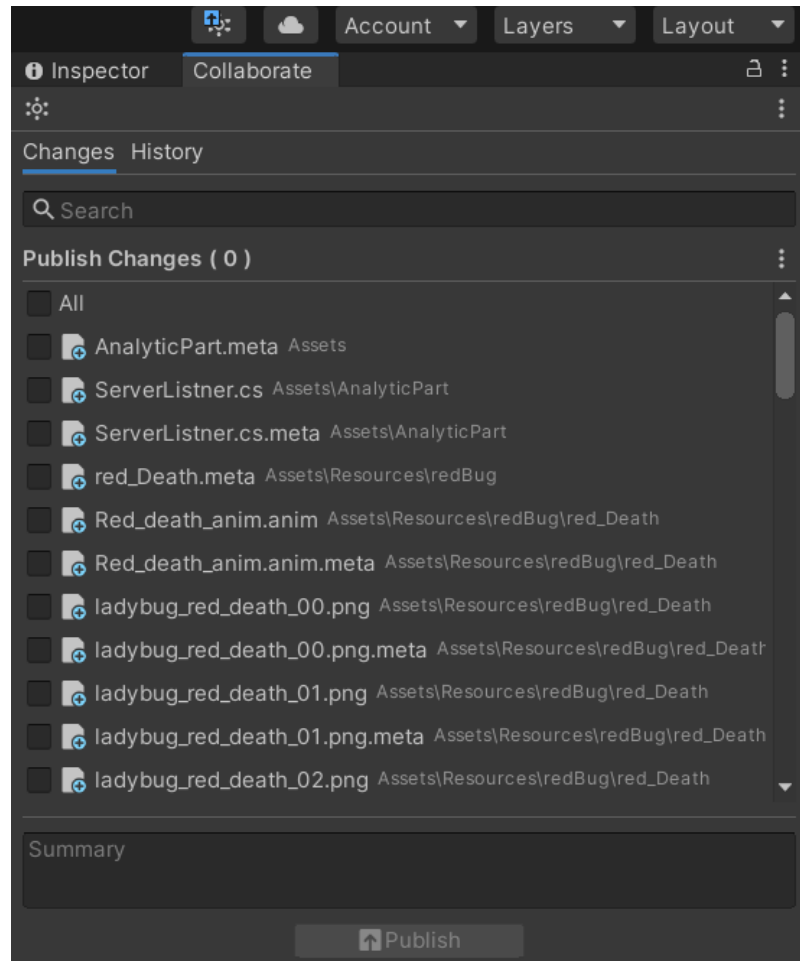 Account Layers Layout
Inspector Collaborate
Changes History
Search
Publish Changes ( 0 )
All
AnalyticPart.meta Assets
ServerListner.cs Assets\AnalyticPart
ServerListner.cs.meta Assets\AnalyticPart
red_Death.meta Assets\Resources\redBug
Red_death_anim.anim Assets\Resources\redBug\red_Death
Red_death_anim.anim.meta Assets\Resources\redBug\red_Death
ladybug_red_death_00.png Assets\Resources\redBug\red_Death
ladybug_red_death_00.png.meta Assets\Resources\redBug\red_Death
ladybug_red_death_01.png Assets\Resources\redBug\red_Death
ladybug_red_death_01.png.meta Assets\Resources\redBug\red_Death
ladybug_red_death_02.png Assets\Resources\redBug\red_Death
Summary
Publish